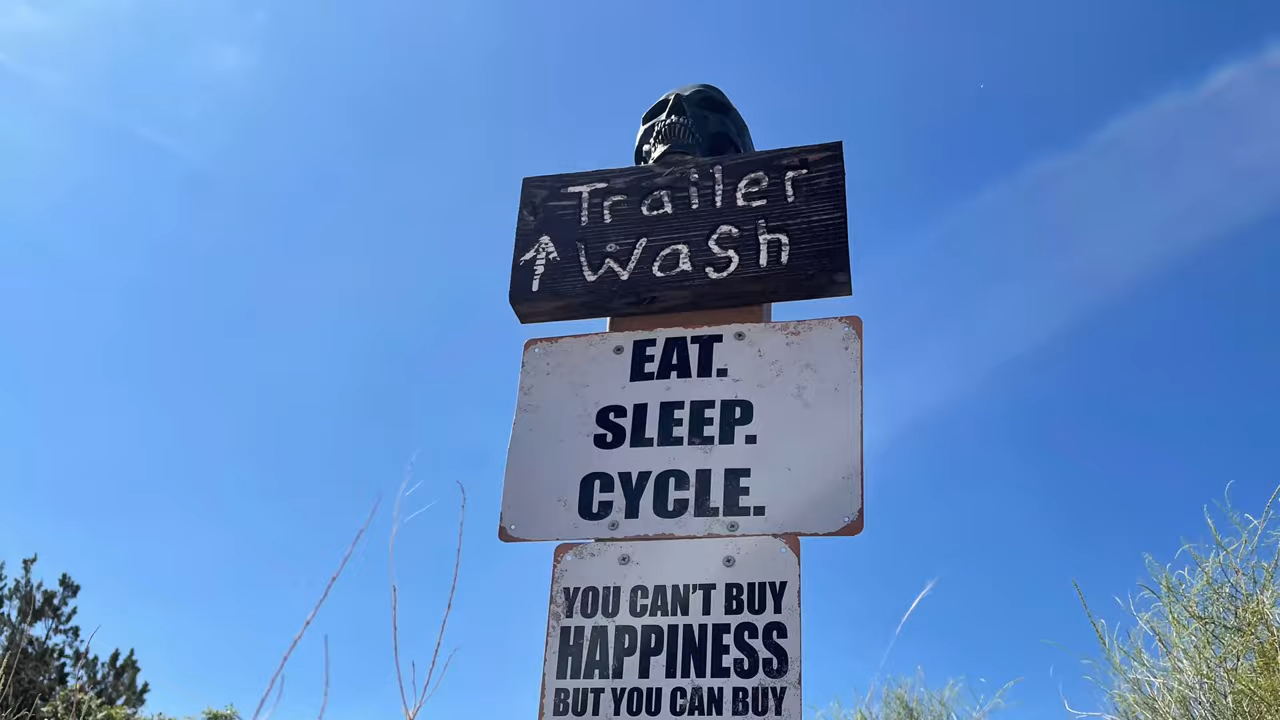 Trailer
↑ Wash
EAT.
SLEEP.
CYCLE.
YOU CAN'T BUY
HAPPINESS
BUT YOU CAN BUY